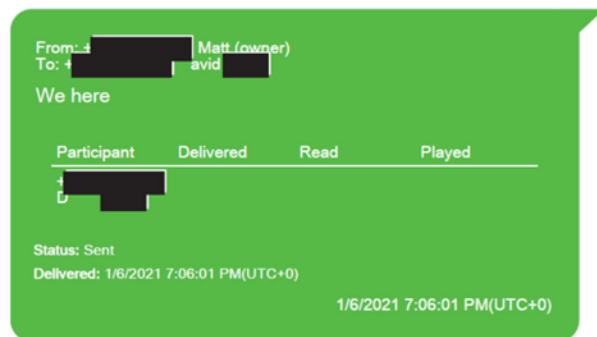 From: + Matt (owner)
To: + avid
We here
Participant Delivered Read Played
+
D
Status: Sent
Delivered: 1/6/2021 7:06:01 PM(UTC+0)
1/6/2021 7:06:01 PM(UTC+0)